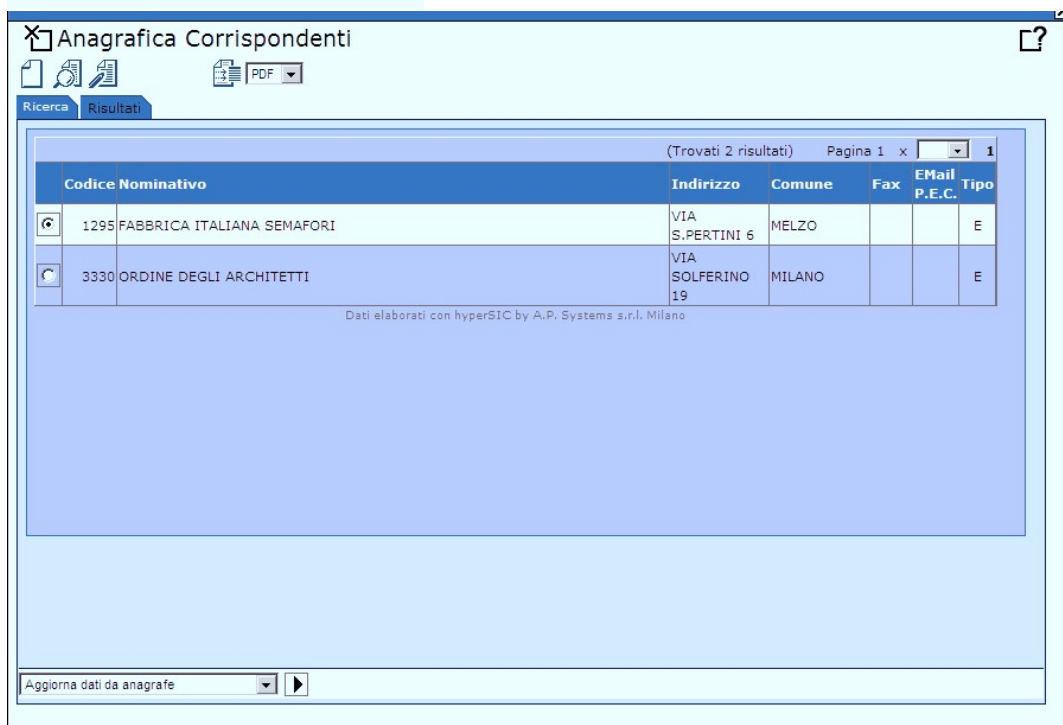 Anagrafica Corrispondenti
?
PDF
Ricerca Risultati
(Trovati 2 risultati) Pagina 1 x 1
Codice Nominativo Indirizzo Comune Fax EMail P.E.C. Tipo
1295 FABBRICA ITALIANA SEMAFORI VIA S.PERTINI 6 MELZO E
3330 ORDINE DEGLI ARCHITETTI VIA SOLFERINO 19 MILANO E
Dati elaborati con hyperSIC by A.P. Systems s.r.l. Milano
Aggiorna dati da anagrafe